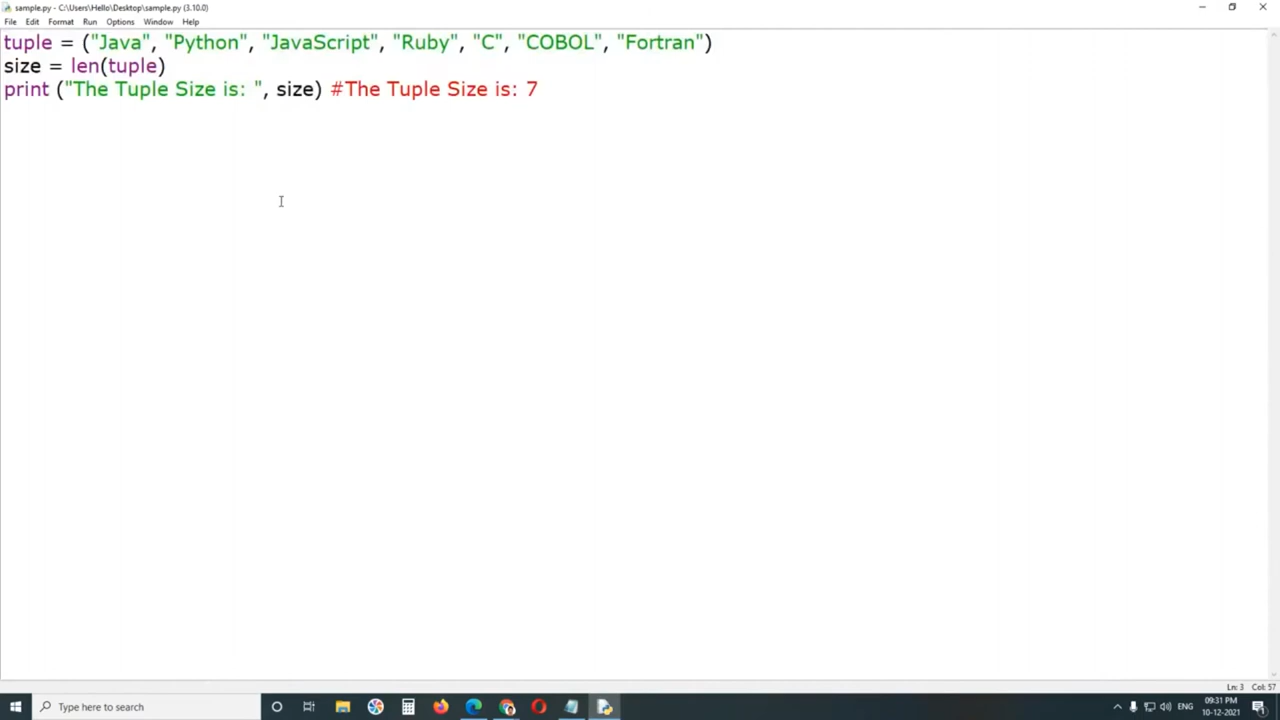 sample.py - C:\Users\Hello\Desktop\sample.py (3.10.0)
File Edit Format Run Options Window Help
tuple = ("Java", "Python", "JavaScript", "Ruby", "C", "COBOL", "Fortran")
size = len(tuple)
print ("The Tuple Size is: ", size) #The Tuple Size is: 7
Ln: 3 Col: 57
Type here to search
ENG
09:31 PM
10-12-2021
1